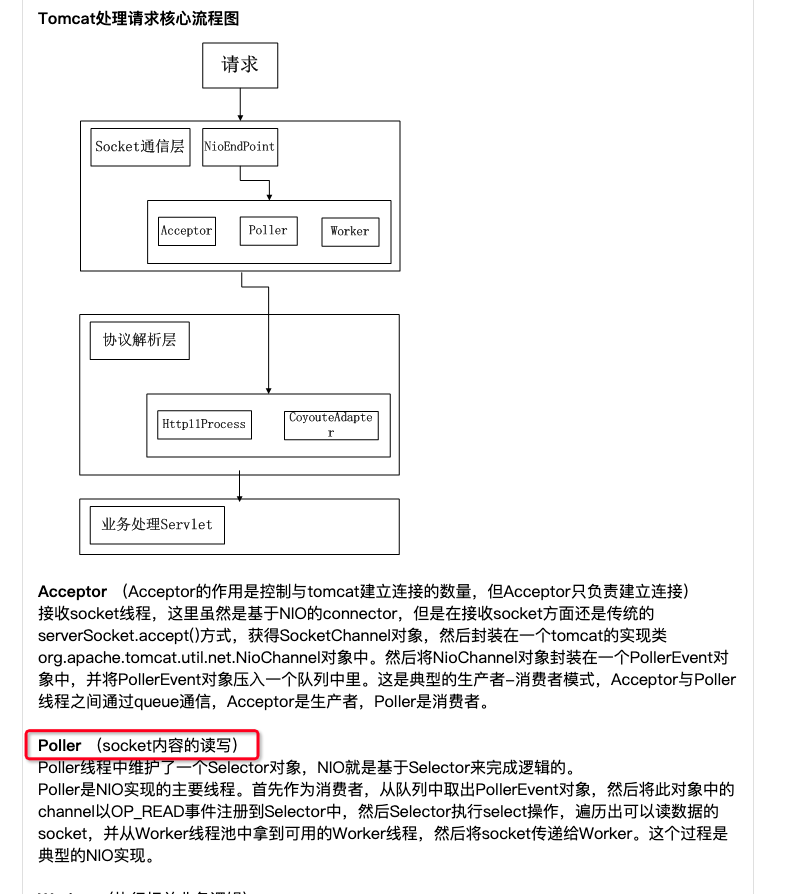 Tomcat处理请求核心流程图
请求
Socket通信层
NioEndPoint
Acceptor
Poller
Worker
协议解析层
Http11Process
CoyouteAdapte
r
业务处理Servlet
Acceptor （Acceptor的作用是控制与tomcat建立连接的数量，但Acceptor只负责建立连接）
接收socket线程，这里虽然是基于NIO的connector，但是在接收socket方面还是传统的
serverSocket.accept()方式，获得SocketChannel对象，然后封装在一个tomcat的实现类
org.apache.tomcat.util.net.NioChannel对象中。然后将NioChannel对象封装在一个PollerEvent对
象中，并将PollerEvent对象压入一个队列中里。这是典型的生产者-消费者模式，Acceptor与Poller
线程之间通过queue通信，Acceptor是生产者，Poller是消费者。
Poller （socket内容的读写）
Poller线程中维护了一个Selector对象，NIO就是基于Selector来完成逻辑的。
Poller是NIO实现的主要线程。首先作为消费者，从队列中取出PollerEvent对象，然后将此对象中的
channel以OP_READ事件注册到Selector中，然后Selector执行select操作，遍历出可以读数据的
socket，并从Worker线程池中拿到可用的Worker线程，然后将socket传递给Worker。这个过程是
典型的NIO实现。